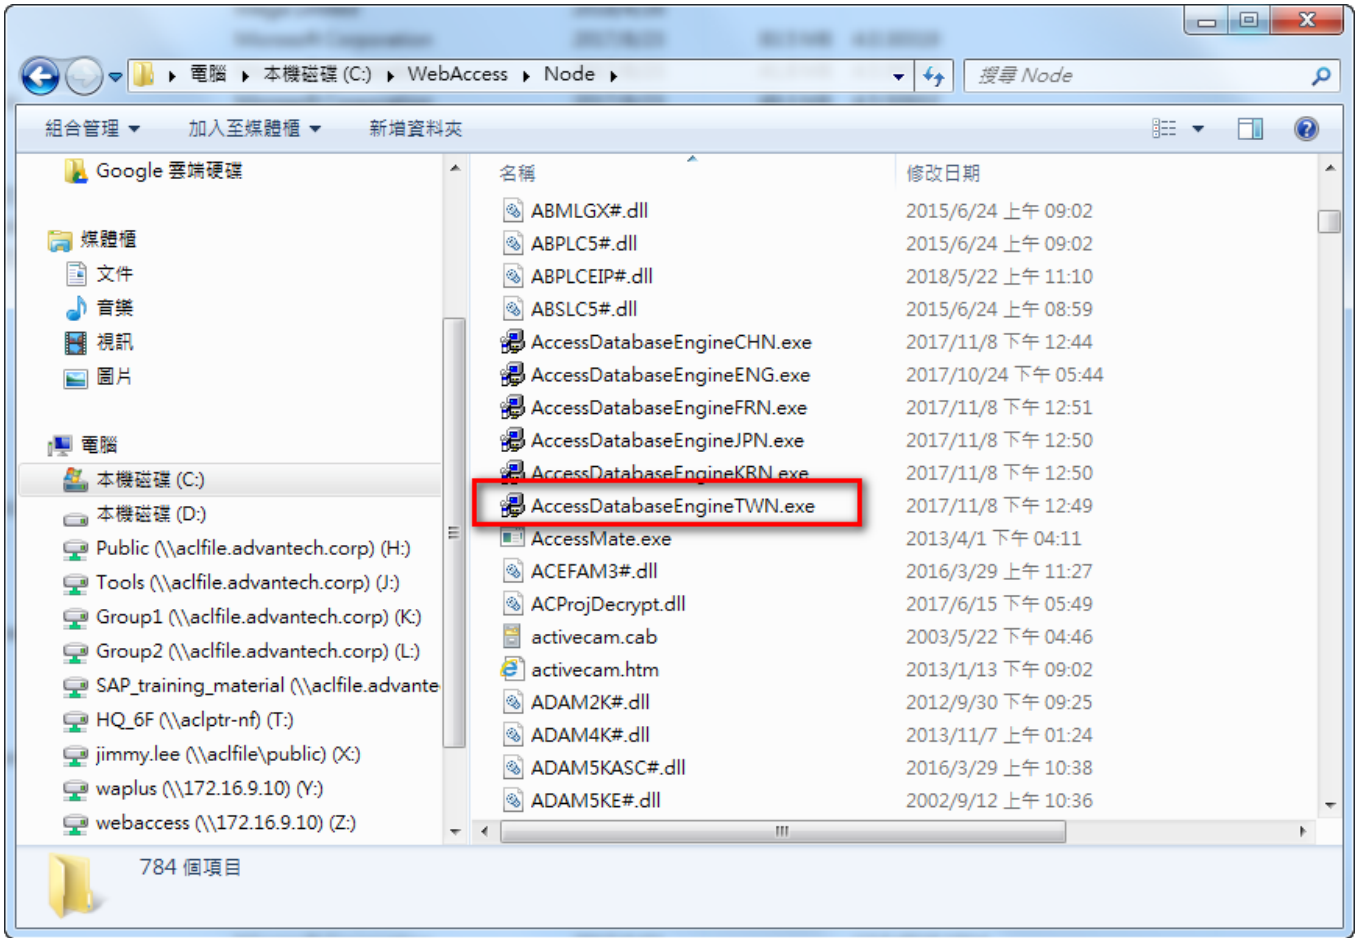 電腦 本機磁碟 (C:) WebAccess Node
搜尋 Node
組合管理 加入至媒體櫃 新增資料夾
Google 雲端硬碟
媒體櫃
文件
音樂
視訊
圖片
電腦
本機磁碟 (C:)
本機磁碟 (D:)
Public (\\aclfile.advantech.corp) (H:)
Tools (\\aclfile.advantech.corp) (J:)
Group1 (\\aclfile.advantech.corp) (K:)
Group2 (\\aclfile.advantech.corp) (L:)
SAP_training_material (\\aclfile.advante
HQ_6F (\\aclptr-nf) (T:)
jimmy.lee (\\aclfile\public) (X:)
waplus (\\172.16.9.10) (Y:)
webaccess (\\172.16.9.10) (Z:)
名稱 修改日期
ABMLGX#.dll 2015/6/24 上午 09:02
ABPLC5#.dll 2015/6/24 上午 09:02
ABPLCEIP#.dll 2018/5/22 上午 11:10
ABSLC5#.dll 2015/6/24 上午 08:59
AccessDatabaseEngineCHN.exe 2017/11/8 下午 12:44
AccessDatabaseEngineENG.exe 2017/10/24 下午 05:44
AccessDatabaseEngineFRN.exe 2017/11/8 下午 12:51
AccessDatabaseEngineJPN.exe 2017/11/8 下午 12:50
AccessDatabaseEngineKRN.exe 2017/11/8 下午 12:50
AccessDatabaseEngineTWN.exe 2017/11/8 下午 12:49
AccessMate.exe 2013/4/1 下午 04:11
ACEFAM3#.dll 2016/3/29 上午 11:27
ACProjDecrypt.dll 2017/6/15 下午 05:49
activecam.cab 2003/5/22 下午 04:46
activecam.htm 2013/1/13 下午 09:02
ADAM2K#.dll 2012/9/30 下午 09:25
ADAM4K#.dll 2013/11/7 上午 01:24
ADAM5KASC#.dll 2016/3/29 上午 10:38
ADAM5KE#.dll 2002/9/12 上午 10:36
784 個項目